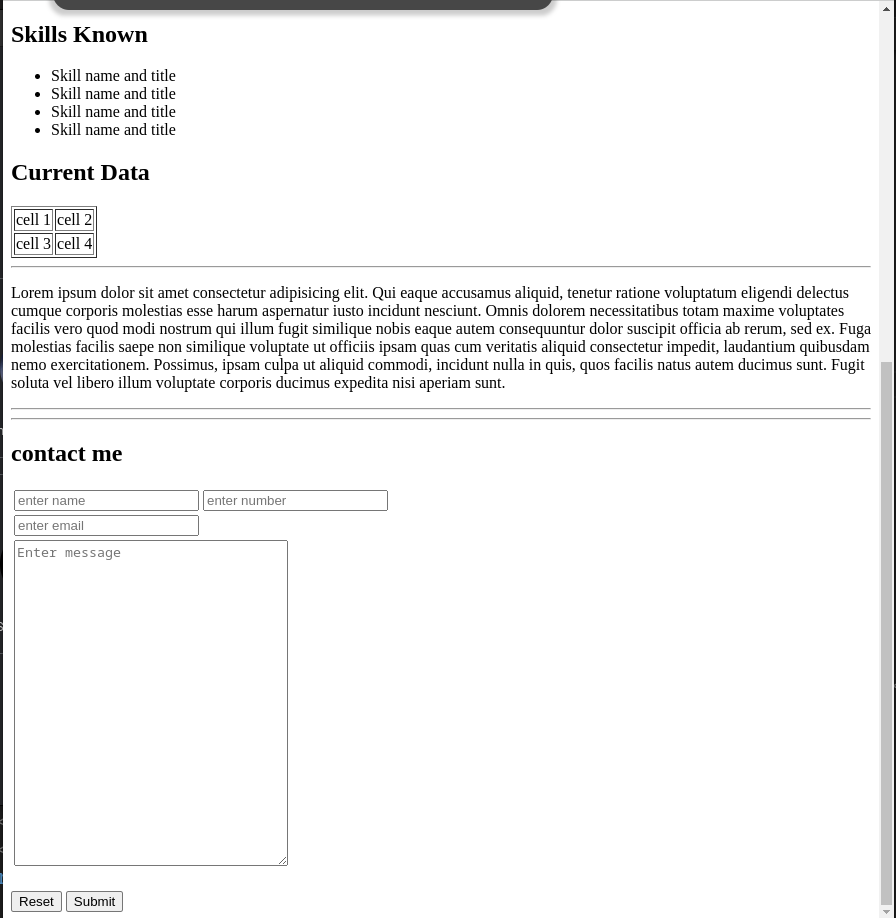 Skills Known
Skill name and title
Skill name and title
Skill name and title
Skill name and title
Current Data
cell 1 cell 2
cell 3 cell 4
Lorem ipsum dolor sit amet consectetur adipisicing elit. Qui eaque accusamus aliquid, tenetur ratione voluptatum eligendi delectus
cumque corporis molestias esse harum aspernatur iusto incidunt nesciunt. Omnis dolorem necessitatibus totam maxime voluptates
facilis vero quod modi nostrum qui illum fugit similique nobis eaque autem consequuntur dolor suscipit officia ab rerum, sed ex. Fuga
molestias facilis saepe non similique voluptate ut officiis ipsam quas cum veritatis aliquid consectetur impedit, laudantium quibusdam
nemo exercitationem. Possimus, ipsam culpa ut aliquid commodi, incidunt nulla in quis, quos facilis natus autem ducimus sunt. Fugit
soluta vel libero illum voluptate corporis ducimus expedita nisi aperiam sunt.
contact me
enter name enter number
enter email
Enter message
Reset Submit